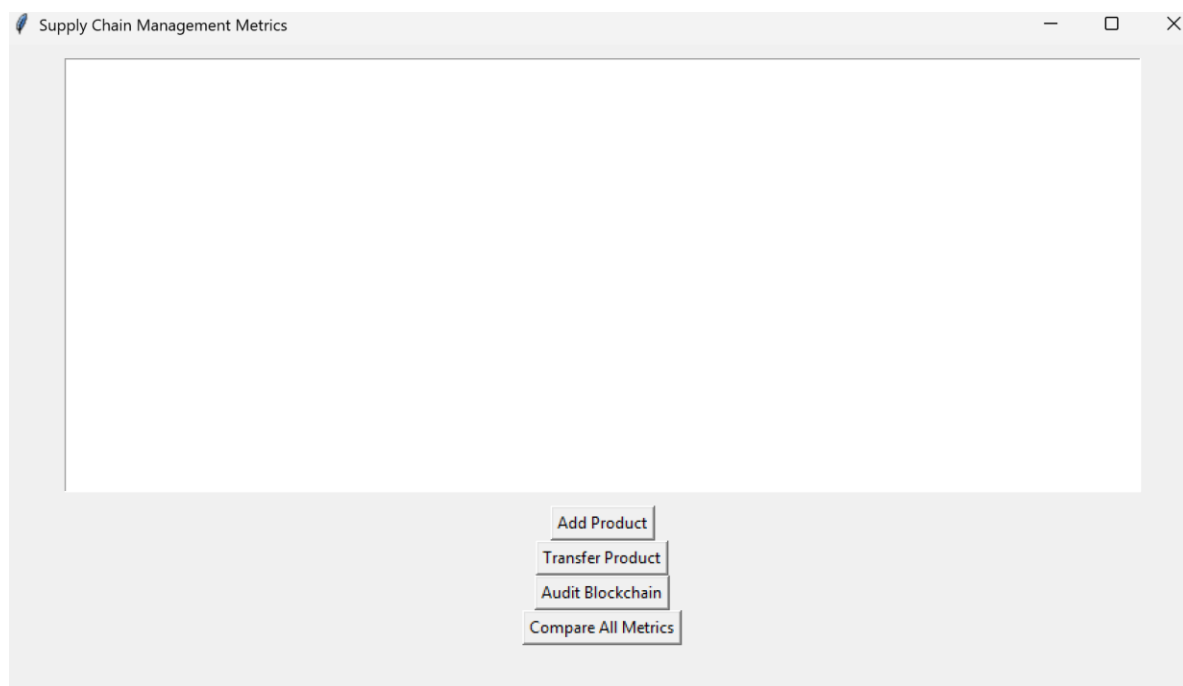 Supply Chain Management Metrics
Add Product
Transfer Product
Audit Blockchain
Compare All Metrics